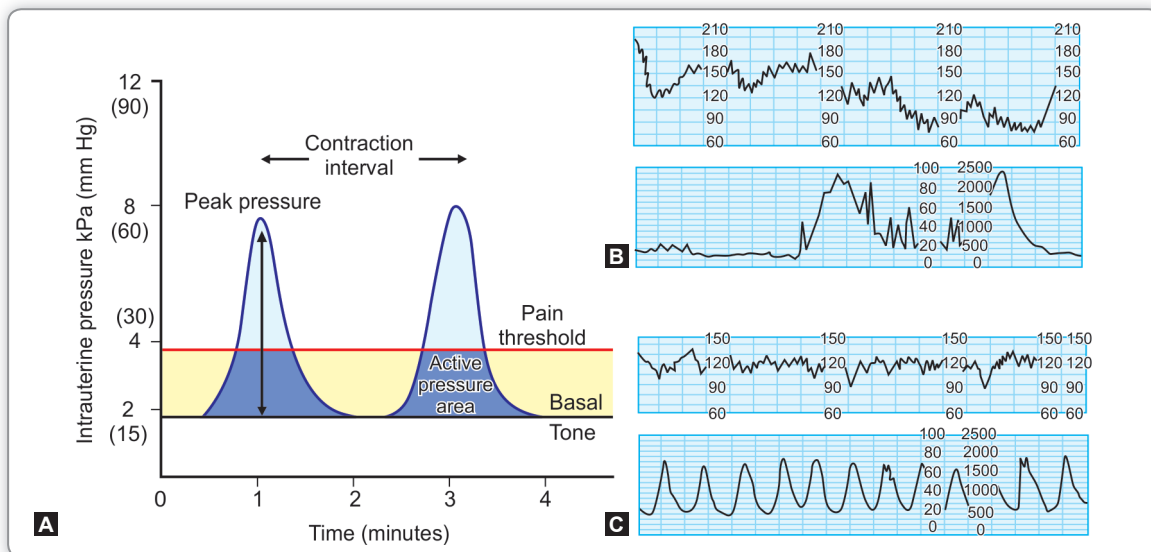 12
(90)
Contraction
interval
Peak pressure
8
(60)
(30)
4
Pain
threshold
Active
pressure
area
2
(15)
Basal
Tone
0 1 2 3 4
Time (minutes)
Intrauterine pressure kPa (mm Hg)
A
210 210 210 210
180 180 180 180
150 150 150 150
120 120 120 120
90 90 90 90
60 60 60 60
100 2500
80 2000
60 1500
40 1000
20 500
0 0
B
150 150 150 150 150
120 120 120 120 120
90 90 90 90 90
60 60 60 60 60
100 2500
80 2000
60 1500
40 1000
20 500
0 0
C